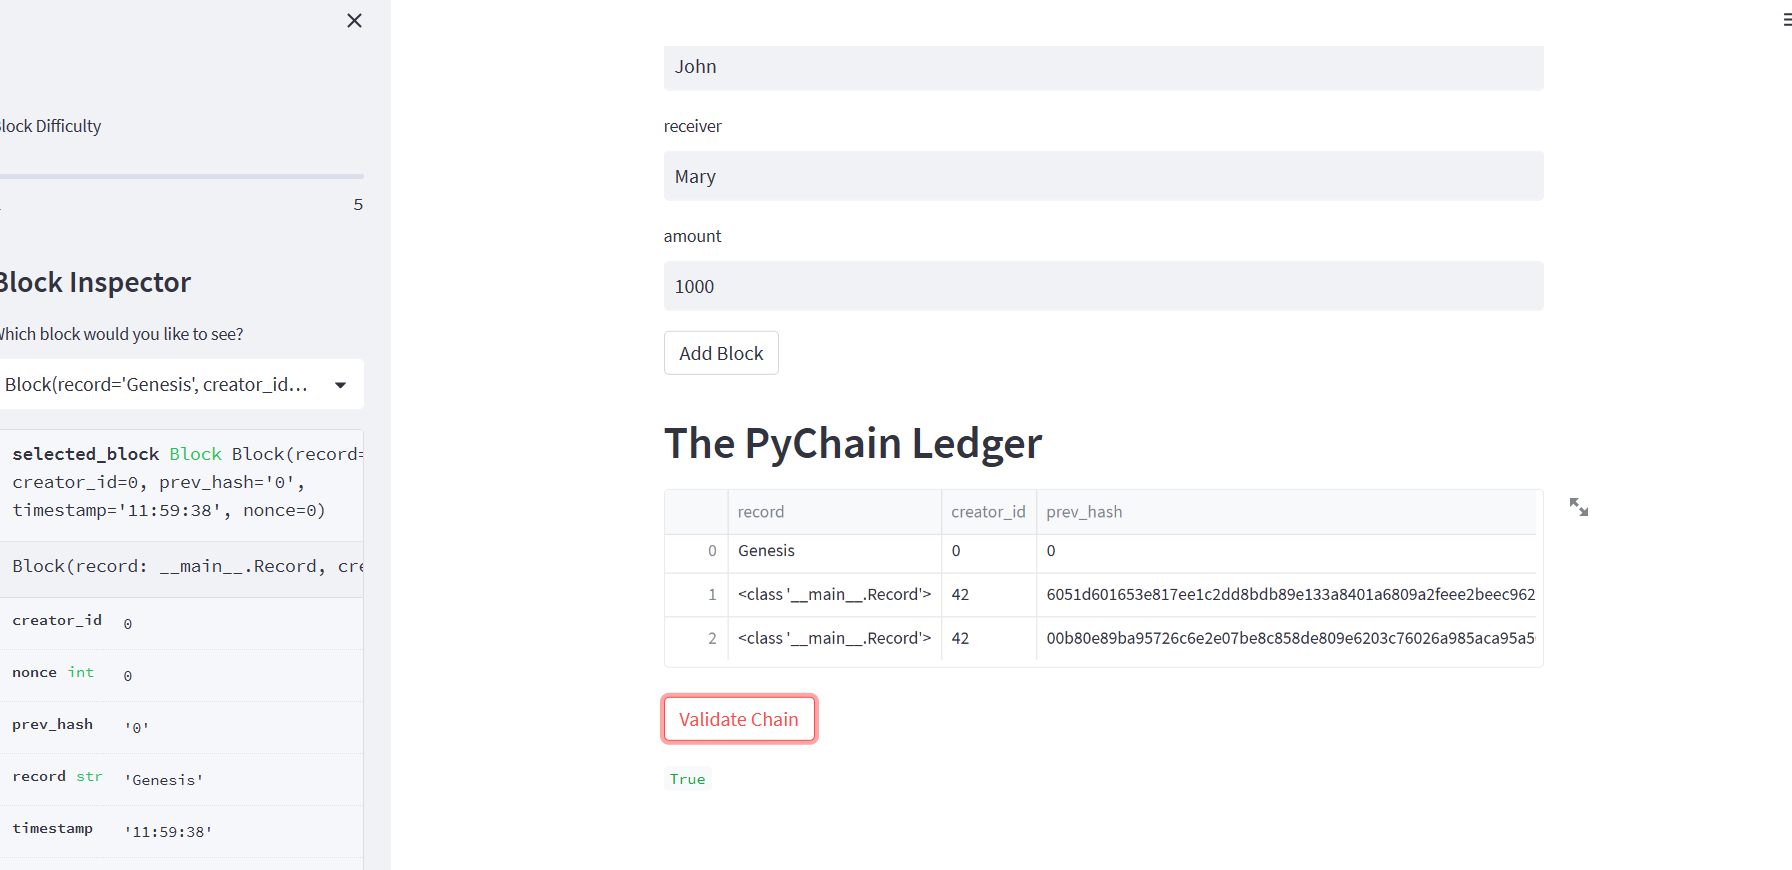 lock Difficulty
5
Block Inspector
Which block would you like to see?
Block(record='Genesis', creator_id...
selected_block Block Block(record=
creator_id=0, prev_hash='0',
timestamp='11:59:38', nonce=0)
Block(record: __main__.Record, cre
creator_id 0
nonce int 0
prev_hash '0'
record str 'Genesis'
timestamp '11:59:38'
John
receiver
Mary
amount
1000
Add Block
The PyChain Ledger
record creator_id prev_hash
0 Genesis 0 0
1 <class '__main__.Record'> 42 6051d601653e817ee1c2dd8bdb89e133a8401a6809a2feee2beec962
2 <class '__main__.Record'> 42 00b80e89ba95726c6e2e07be8c858de809e6203c76026a985aca95a5
Validate Chain
True